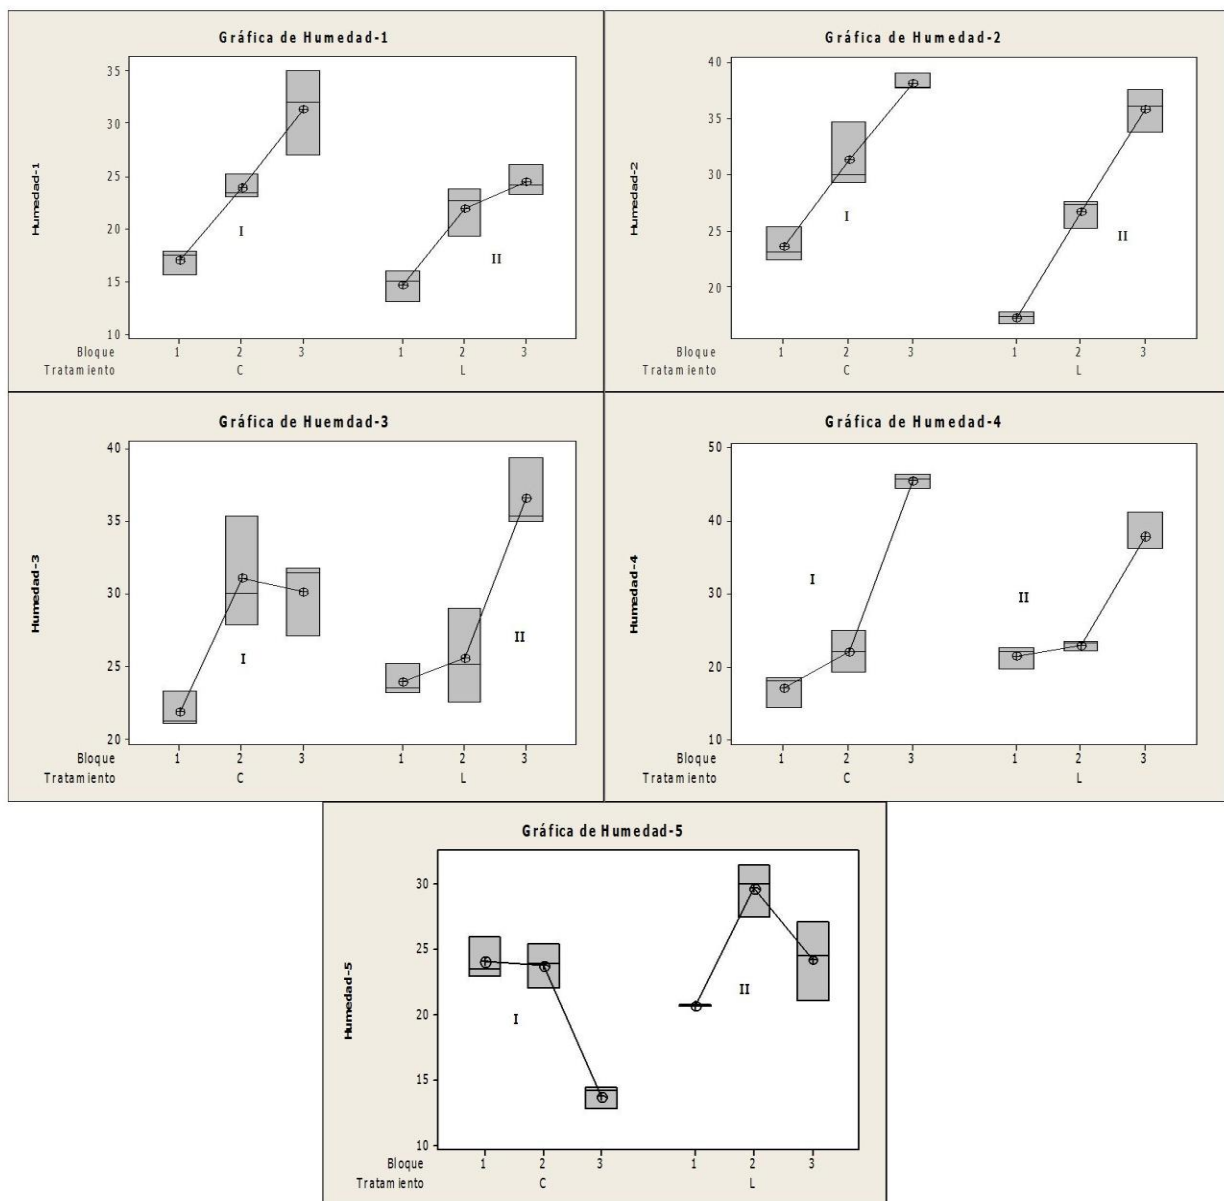 Gráfica de Humedad-1
35
30
25
20
15
10
Humedad-1
I
II
Bloque 1 2 3 1 2 3
Tratamiento C L
Gráfica de Humedad-2
40
35
30
25
20
Humedad-2
I
II
Bloque 1 2 3 1 2 3
Tratamiento C L
Gráfica de Huemdad-3
40
35
30
25
20
Humedad-3
I
II
Bloque 1 2 3 1 2 3
Tratamiento C L
Gráfica de Humedad-4
50
40
30
20
10
Humedad-4
I
II
Bloque 1 2 3 1 2 3
Tratamiento C L
Gráfica de Humedad-5
30
25
20
15
10
Humedad-5
I
II
Bloque 1 2 3 1 2 3
Tratamiento C L